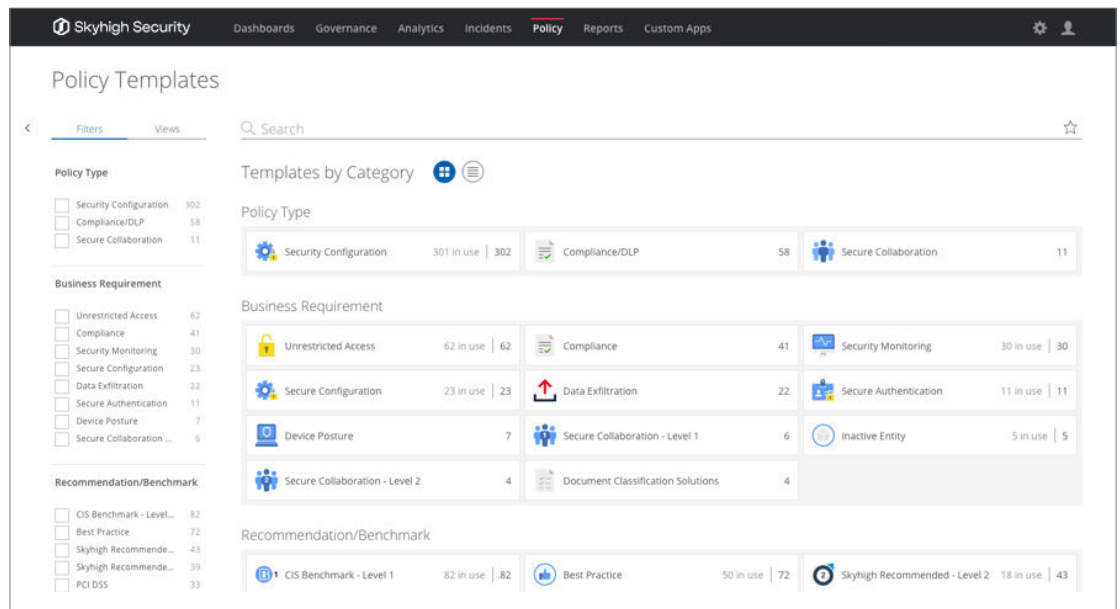 Skyhigh Security Dashboards Governance Analytics Incidents Policy Reports Custom Apps
Policy Templates
Filters Views
Search
Policy Type
Security Configuration 302
Compliance/DLP 58
Secure Collaboration 11
Business Requirement
Unrestricted Access 62
Compliance 41
Security Monitoring 30
Secure Configuration 23
Data Exfiltration 22
Secure Authentication 11
Device Posture 7
Secure Collaboration ... 6
Recommendation/Benchmark
CIS Benchmark - Level... 82
Best Practice 72
Skyhigh Recommende... 43
Skyhigh Recommende... 39
PCI DSS 33
Templates by Category
Policy Type
Security Configuration 301 in use | 302
Compliance/DLP 58
Secure Collaboration 11
Business Requirement
Unrestricted Access 62 in use | 62
Compliance 41
Security Monitoring 30 in use | 30
Secure Configuration 23 in use | 23
Data Exfiltration 22
Secure Authentication 11 in use | 11
Device Posture 7
1 Secure Collaboration - Level 1 6
Inactive Entity 5 in use | 5
2 Secure Collaboration - Level 2 4
Document Classification Solutions 4
Recommendation/Benchmark
1 CIS Benchmark - Level 1 82 in use | 82
Best Practice 50 in use | 72
2 Skyhigh Recommended - Level 2 18 in use | 43